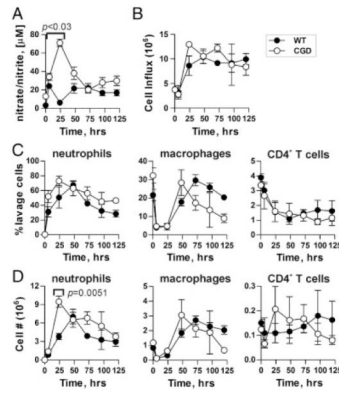 A
p<0.03
nitrate/nitrite, [µM]
80
60
40
20
0
0 25 50 75 100 125
Time, hrs
B
Cell Influx (10⁶)
15
10
5
0
0 25 50 75 100 125
Time, hrs
WT
CGD
C
neutrophils
%lavage cells
100
80
60
40
20
0
0 25 50 75 100 125
Time, hrs
macrophages
40
30
20
10
0
0 25 50 75 100 125
Time, hrs
CD4⁺ T cells
5
4
3
2
1
0
0 25 50 75 100 125
Time, hrs
D
neutrophils
p=0.0051
Cell # (10⁶)
12
9
6
3
0
0 25 50 75 100 125
Time, hrs
macrophages
5
4
3
2
1
0
0 25 50 75 100 125
Time, hrs
CD4⁺ T cells
0.3
0.2
0.1
0.0
0 25 50 75 100 125
Time, hrs